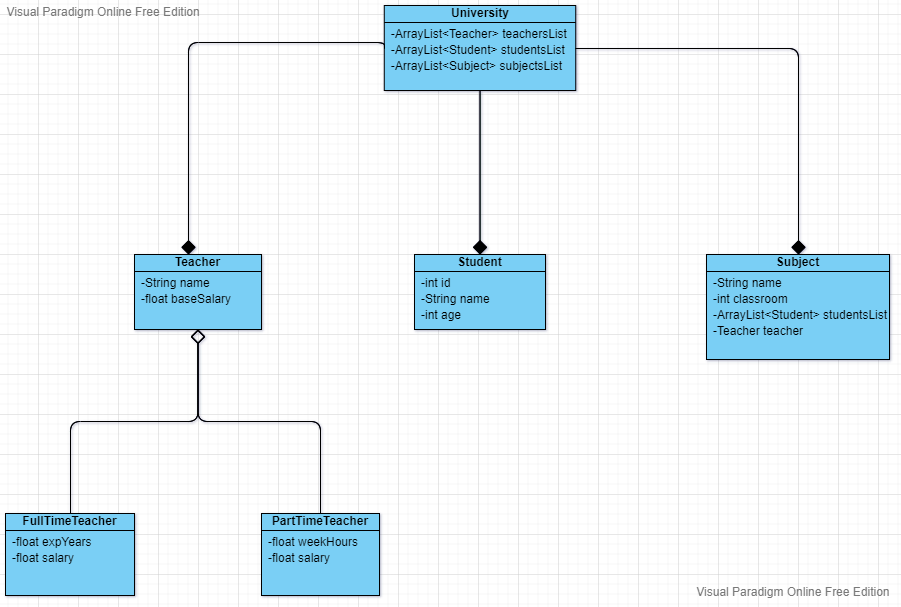 Visual Paradigm Online Free Edition
University
-ArrayList<Teacher> teachersList
-ArrayList<Student> studentsList
-ArrayList<Subject> subjectsList
Teacher
-String name
-float baseSalary
Student
-int id
-String name
-int age
Subject
-String name
-int classroom
-ArrayList<Student> studentsList
-Teacher teacher
FullTimeTeacher
-float expYears
-float salary
PartTimeTeacher
-float weekHours
-float salary
Visual Paradigm Online Free Edition